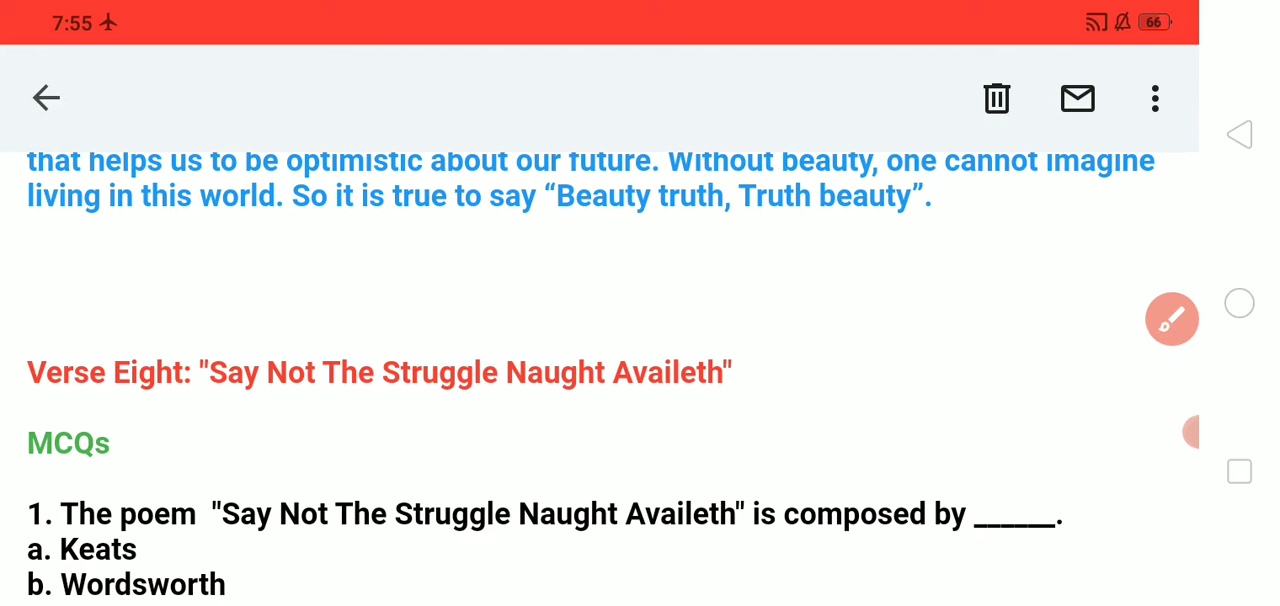 7:55
66
that helps us to be optimistic about our future. Without beauty, one cannot imagine
living in this world. So it is true to say “Beauty truth, Truth beauty”.
Verse Eight: "Say Not The Struggle Naught Availeth"
MCQs
1. The poem "Say Not The Struggle Naught Availeth" is composed by ______.
a. Keats
b. Wordsworth